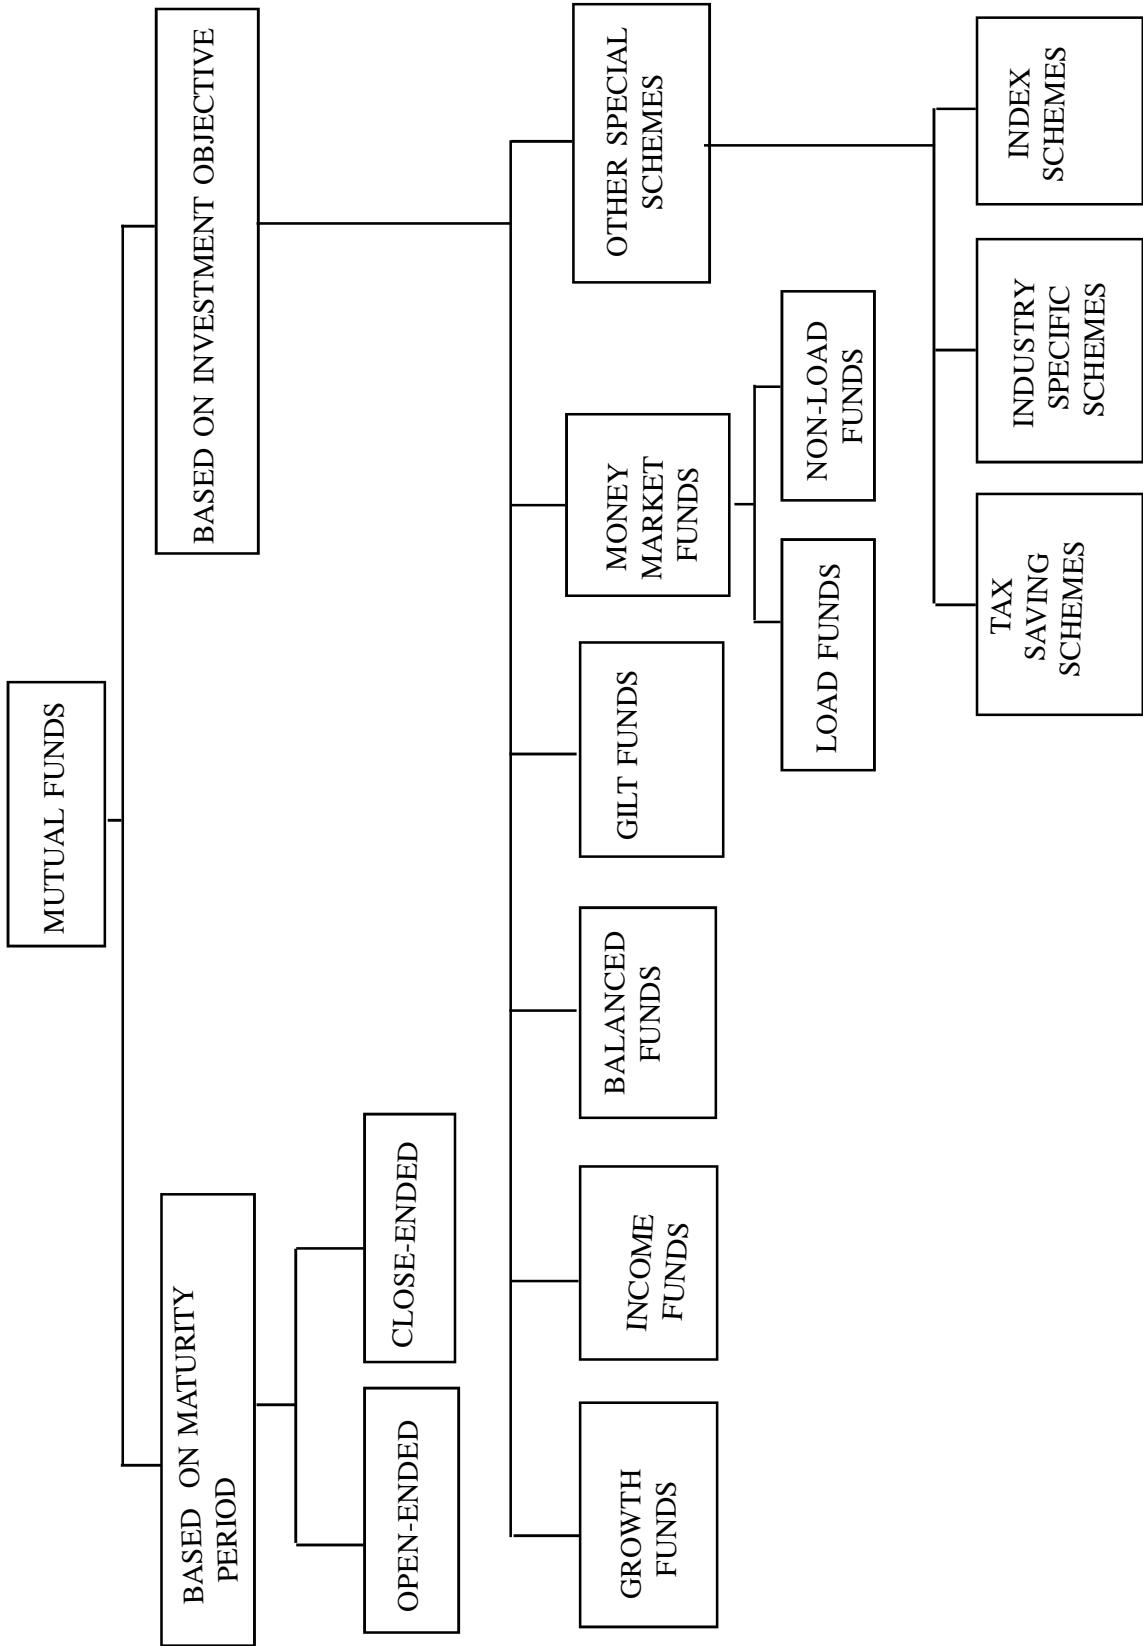 MUTUAL FUNDS
BASED ON MATURITY
PERIOD
BASED ON INVESTMENT OBJECTIVE
OPEN-ENDED
CLOSE-ENDED
GROWTH
FUNDS
INCOME
FUNDS
BALANCED
FUNDS
GILT FUNDS
MONEY
MARKET
FUNDS
OTHER SPECIAL
SCHEMES
LOAD FUNDS
NON-LOAD
FUNDS
TAX
SAVING
SCHEMES
INDUSTRY
SPECIFIC
SCHEMES
INDEX
SCHEMES